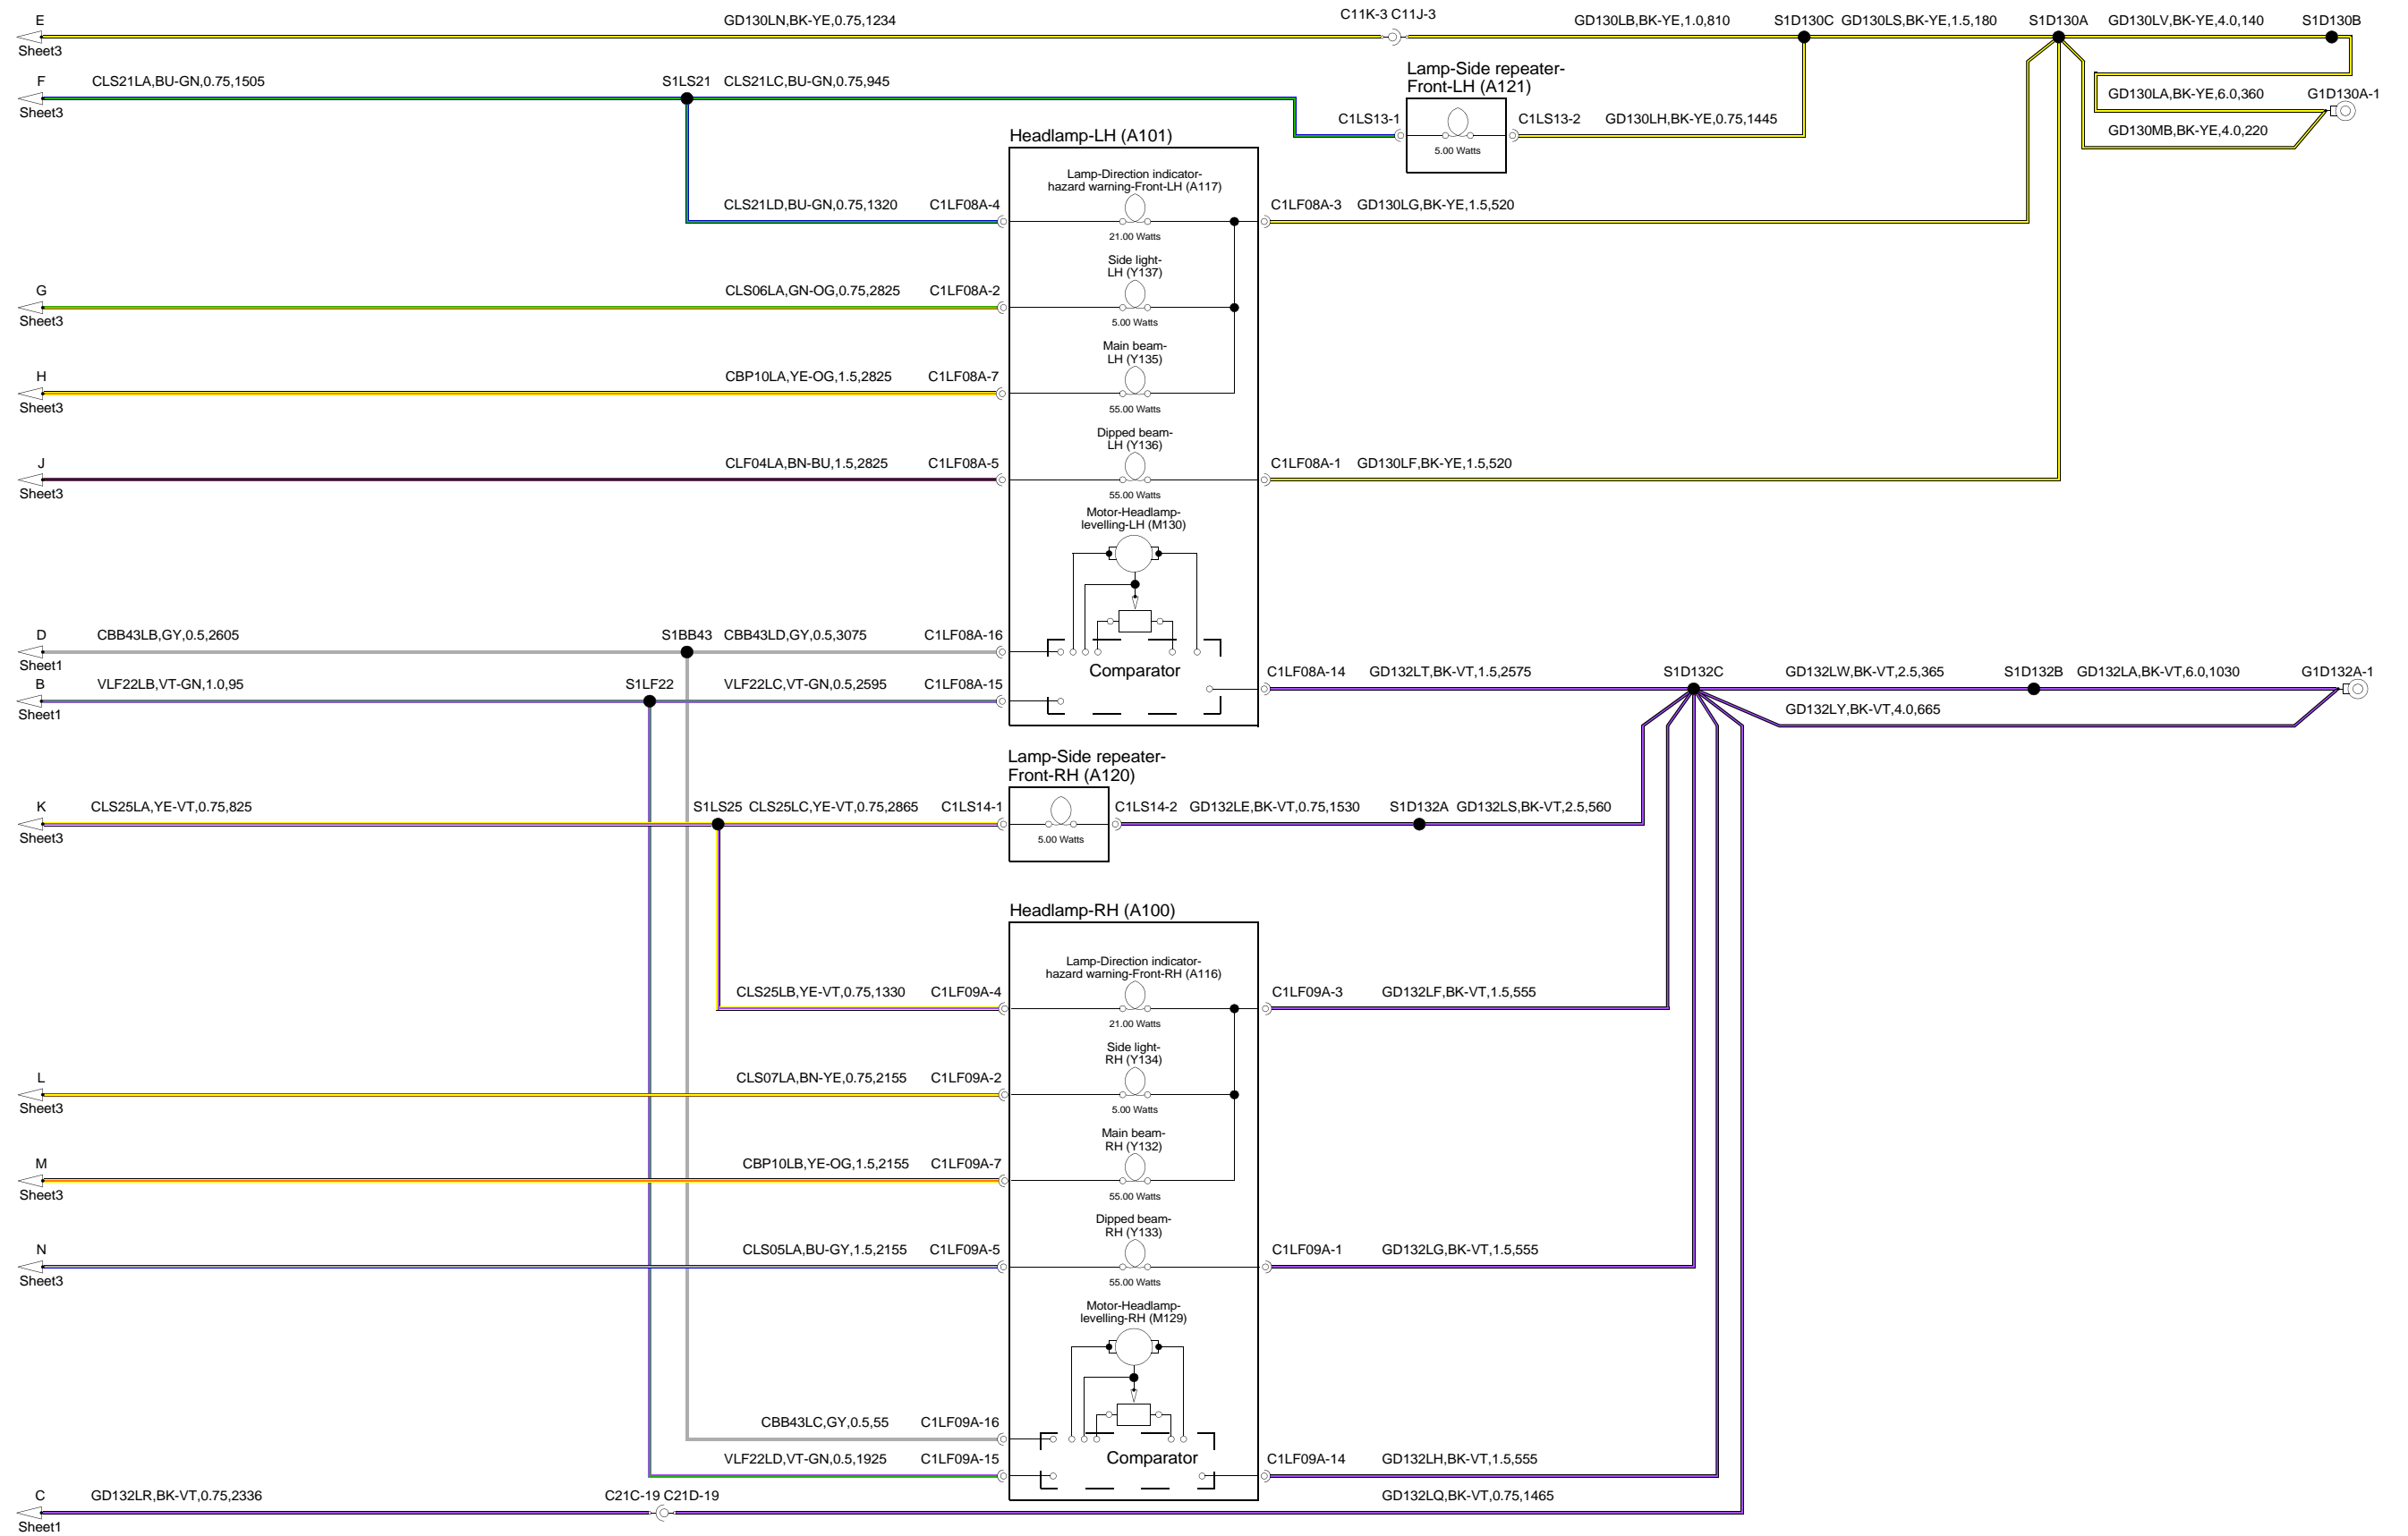 E
GD130LN,BK-YE,0.75,1234
C11K-3 C11J-3
GD130LB,BK-YE,1.0,810
S1D130C
GD130LS,BK-YE,1.5,180
S1D130A
GD130LV,BK-YE,4.0,140
S1D130B
Sheet3
F
CLS21LA,BU-GN,0.75,1505
S1LS21
CLS21LC,BU-GN,0.75,945
Lamp-Side repeater-
Front-LH (A121)
Sheet3
GD130LA,BK-YE,6.0,360
G1D130A-1
C1LS13-1
C1LS13-2
GD130LH,BK-YE,0.75,1445
GD130MB,BK-YE,4.0,220
5.00 Watts
Headlamp-LH (A101)
Lamp-Direction indicator-
hazard warning-Front-LH (A117)
CLS21LD,BU-GN,0.75,1320
C1LF08A-4
C1LF08A-3
GD130LG,BK-YE,1.5,520
21.00 Watts
Side light-
LH (Y137)
G
CLS06LA,GN-OG,0.75,2825
C1LF08A-2
Sheet3
5.00 Watts
Main beam-
LH (Y135)
H
CBP10LA,YE-OG,1.5,2825
C1LF08A-7
Sheet3
55.00 Watts
Dipped beam-
LH (Y136)
J
CLF04LA,BN-BU,1.5,2825
C1LF08A-5
C1LF08A-1
GD130LF,BK-YE,1.5,520
Sheet3
55.00 Watts
Motor-Headlamp-
levelling-LH (M130)
D
CBB43LB,GY,0.5,2605
S1BB43
CBB43LD,GY,0.5,3075
C1LF08A-16
Sheet1
Comparator
C1LF08A-14
GD132LT,BK-VT,1.5,2575
S1D132C
GD132LW,BK-VT,2.5,365
S1D132B
GD132LA,BK-VT,6.0,1030
G1D132A-1
B
VLF22LB,VT-GN,1.0,95
S1LF22
VLF22LC,VT-GN,0.5,2595
C1LF08A-15
Sheet1
GD132LY,BK-VT,4.0,665
Lamp-Side repeater-
Front-RH (A120)
K
CLS25LA,YE-VT,0.75,825
S1LS25
CLS25LC,YE-VT,0.75,2865
C1LS14-1
C1LS14-2
GD132LE,BK-VT,0.75,1530
S1D132A
GD132LS,BK-VT,2.5,560
Sheet3
5.00 Watts
Headlamp-RH (A100)
Lamp-Direction indicator-
hazard warning-Front-RH (A116)
CLS25LB,YE-VT,0.75,1330
C1LF09A-4
C1LF09A-3
GD132LF,BK-VT,1.5,555
21.00 Watts
Side light-
RH (Y134)
L
CLS07LA,BN-YE,0.75,2155
C1LF09A-2
Sheet3
5.00 Watts
Main beam-
RH (Y132)
M
CBP10LB,YE-OG,1.5,2155
C1LF09A-7
Sheet3
55.00 Watts
Dipped beam-
RH (Y133)
N
CLS05LA,BU-GY,1.5,2155
C1LF09A-5
C1LF09A-1
GD132LG,BK-VT,1.5,555
Sheet3
55.00 Watts
Motor-Headlamp-
levelling-RH (M129)
CBB43LC,GY,0.5,55
C1LF09A-16
VLF22LD,VT-GN,0.5,1925
C1LF09A-15
Comparator
C1LF09A-14
GD132LH,BK-VT,1.5,555
C
GD132LR,BK-VT,0.75,2336
C21C-19 C21D-19
GD132LQ,BK-VT,0.75,1465
Sheet1